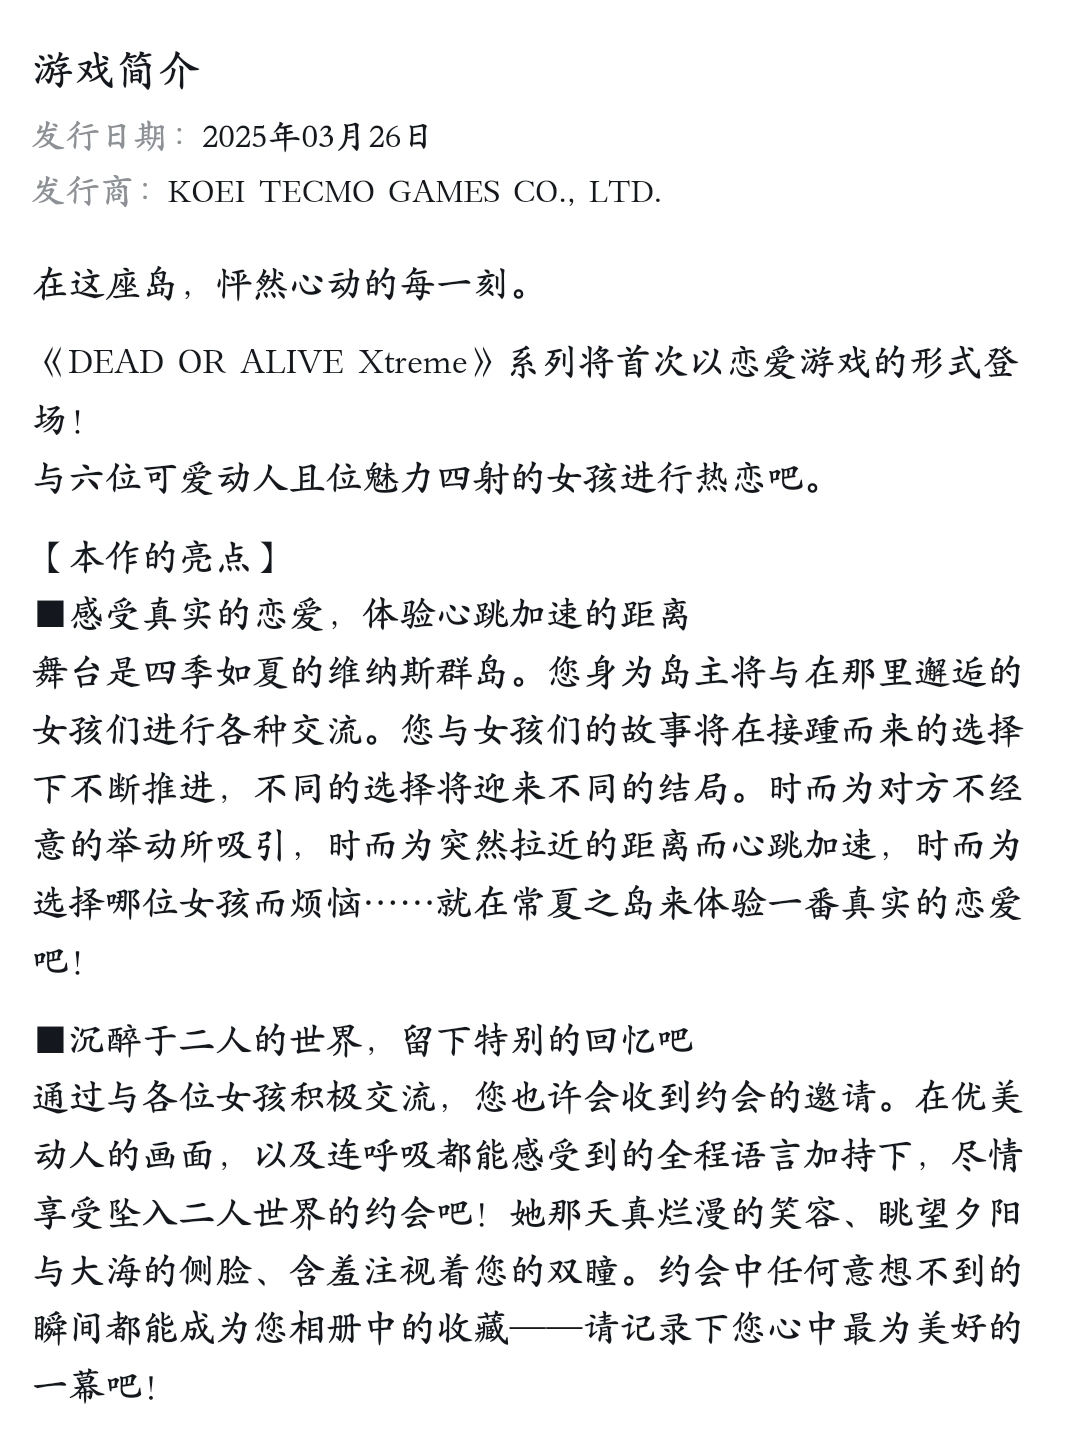 游戏简介
发行日期：2025年03月26日
发行商：KOEI TECMO GAMES CO., LTD.
在这座岛，怦然心动的每一刻。
《DEAD OR ALIVE Xtreme》系列将首次以恋爱游戏的形式登
场！
与六位可爱动人且位魅力四射的女孩进行热恋吧。
【本作的亮点】
■感受真实的恋爱，体验心跳加速的距离
舞台是四季如夏的维纳斯群岛。您身为岛主将与在那里邂逅的
女孩们进行各种交流。您与女孩们的故事将在接踵而来的选择
下不断推进，不同的选择将迎来不同的结局。时而为对方不经
意的举动所吸引，时而为突然拉近的距离而心跳加速，时而为
选择哪位女孩而烦恼……就在常夏之岛来体验一番真实的恋爱
吧！
■沉醉于二人的世界，留下特别的回忆吧
通过与各位女孩积极交流，您也许会收到约会的邀请。在优美
动人的画面，以及连呼吸都能感受到的全程语言加持下，尽情
享受坠入二人世界的约会吧！她那天真烂漫的笑容、眺望夕阳
与大海的侧脸、含羞注视着您的双瞳。约会中任何意想不到的
瞬间都能成为您相册中的收藏——请记录下您心中最为美好的
一幕吧！